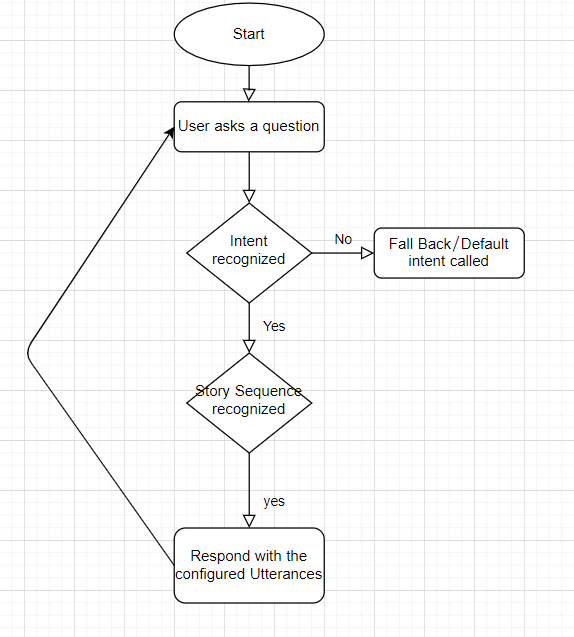 Start
User asks a question
Intent
recognized
No
Fall Back/Default
intent called
Yes
Story Sequence
recognized
yes
Respond with the
configured Utterances